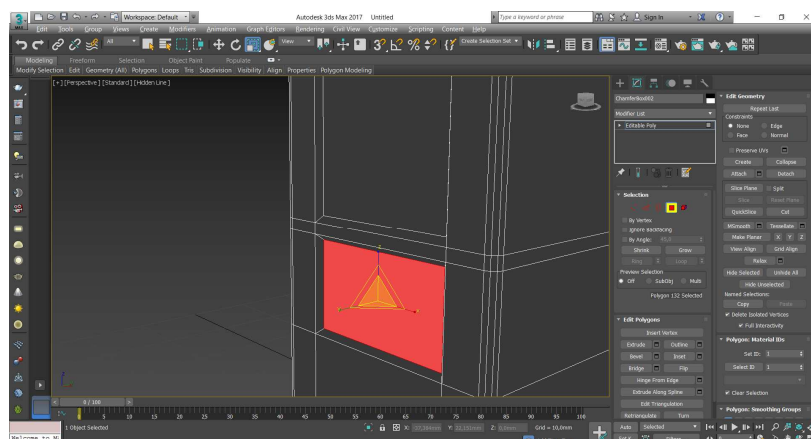 3
MAX
Workspace: Default
Autodesk 3ds Max 2017 Untitled
Type a keyword or phrase
Sign In
Edit Tools Group Views Create Modifiers Animation Graph Editors Rendering Civil View Customize Scripting Content Help
All
View
Create Selection Set
Modeling Freeform Selection Object Paint Populate
Modify Selection Edit Geometry (All) Polygons Loops Tris Subdivision Visibility Align Properties Polygon Modeling
[+] [Perspective ] [Standard ] [Hidden Line ]
ChamferBox002
Modifier List
Editable Poly
Selection
By Vertex
Ignore Backfacing
By Angle: 45,0
Shrink Grow
Ring Loop
Preview Selection
Off SubObj Multi
Polygon 132 Selected
Edit Polygons
Insert Vertex
Extrude Outline
Bevel Inset
Bridge Flip
Hinge From Edge
Extrude Along Spline
Edit Triangulation
Retriangulate Turn
Edit Geometry
Repeat Last
Constraints
None Edge
Face Normal
Preserve UVs
Create Collapse
Attach Detach
Slice Plane Split
Slice Reset Plane
QuickSlice Cut
MSmooth Tessellate
Make Planar X Y Z
View Align Grid Align
Relax
Hide Selected Unhide All
Hide Unselected
Named Selections:
Copy Paste
Delete Isolated Vertices
Full Interactivity
Polygon: Material IDs
Set ID: 1
Select ID 1
Clear Selection
Polygon: Smoothing Groups
0 / 100
5 10 15 20 25 30 35 40 45 50 55 60 65 70 75 80 85 90 95 100
1 Object Selected
X: Y: Z: Grid = 10,0mm
Auto Selected
Welcome to M